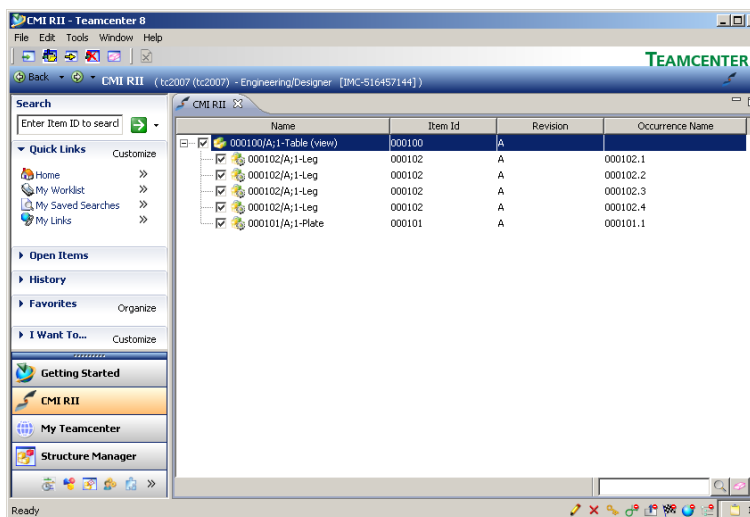 CMI RII - Teamcenter 8
File Edit Tools Window Help
TEAMCENTER
Back CMI RII ( tc2007 (tc2007) - Engineering/Designer [IMC-516457144] )
Search
Enter Item ID to searcl
Quick Links Customize
Home
My Worklist
My Saved Searches
My Links
Open Items
History
Favorites Organize
I Want To... Customize
Getting Started
CMI RII
My Teamcenter
Structure Manager
CMI RII
Name Item Id Revision Occurrence Name
000100/A;1-Table (view) 000100 A
000102/A;1-Leg 000102 A 000102.1
000102/A;1-Leg 000102 A 000102.2
000102/A;1-Leg 000102 A 000102.3
000102/A;1-Leg 000102 A 000102.4
000101/A;1-Plate 000101 A 000101.1
Ready